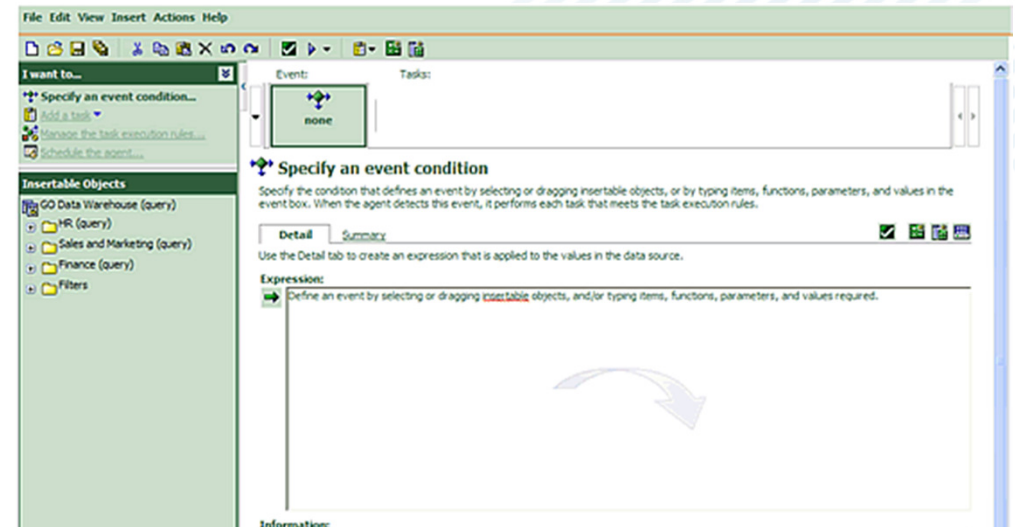 File Edit View Insert Actions Help
I want to...
Specify an event condition...
Add a task
Manage the task execution rules...
Schedule the agent...
Insertable Objects
GO Data Warehouse (query)
HR (query)
Sales and Marketing (query)
Finance (query)
Filters
Event: Tasks:
none
Specify an event condition
Specify the condition that defines an event by selecting or dragging insertable objects, or by typing items, functions, parameters, and values in the
event box. When the agent detects this event, it performs each task that meets the task execution rules.
Detail Summary
Use the Detail tab to create an expression that is applied to the values in the data source.
Expression:
Define an event by selecting or dragging insertable objects, and/or typing items, functions, parameters, and values required.
Information: